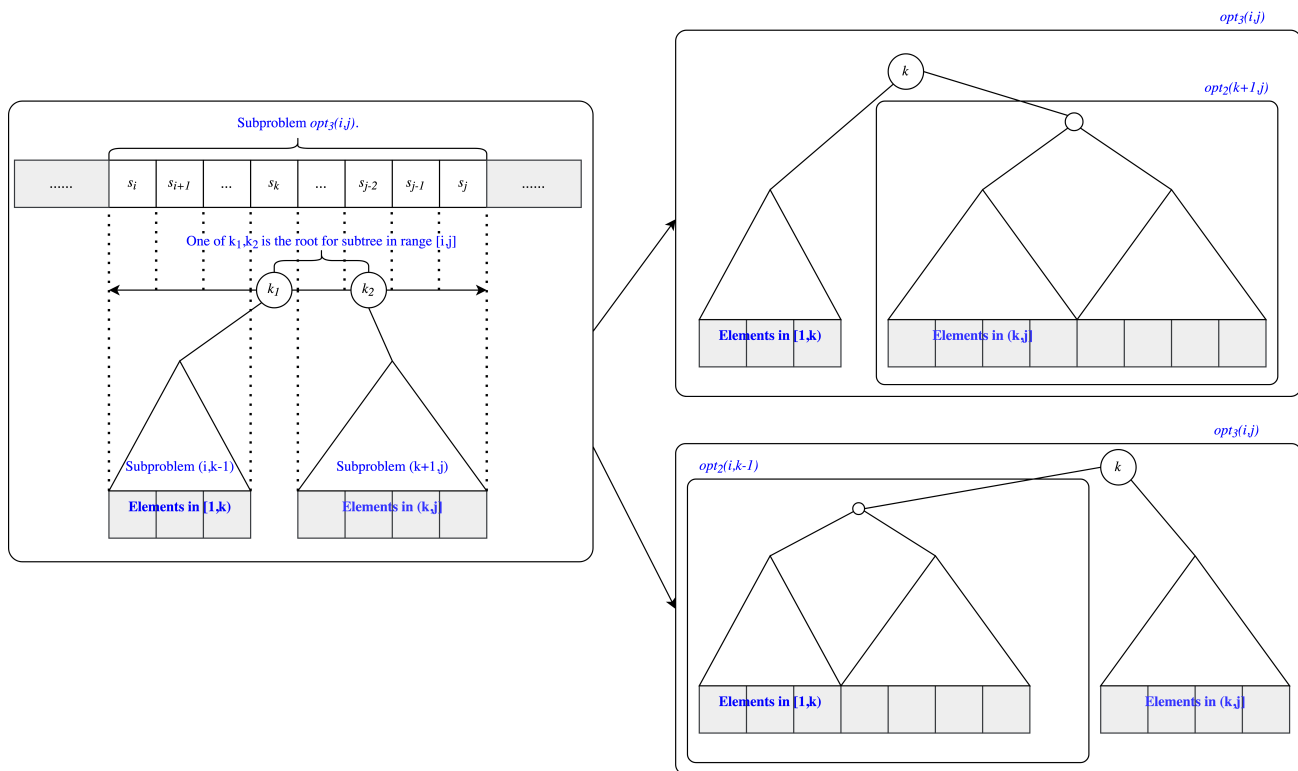 Subproblem opt3(i,j).
...... si si+1 ... sk ... sj-2 sj-1 sj ......
One of k1,k2 is the root for subtree in range [i,j]
k1 k2
Subproblem (i,k-1) Subproblem (k+1,j)
Elements in [1,k) Elements in (k,j]
opt3(i,j)
k
opt2(k+1,j)
Elements in [1,k) Elements in (k,j]
opt3(i,j)
opt2(i,k-1)
k
Elements in [1,k) Elements in (k,j]